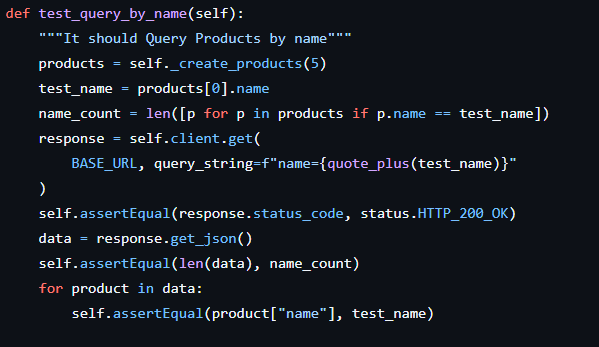 def test_query_by_name(self):
    """It should Query Products by name"""
    products = self._create_products(5)
    test_name = products[0].name
    name_count = len([p for p in products if p.name == test_name])
    response = self.client.get(
        BASE_URL, query_string=f"name={quote_plus(test_name)}"
    )
    self.assertEqual(response.status_code, status.HTTP_200_OK)
    data = response.get_json()
    self.assertEqual(len(data), name_count)
    for product in data:
        self.assertEqual(product["name"], test_name)